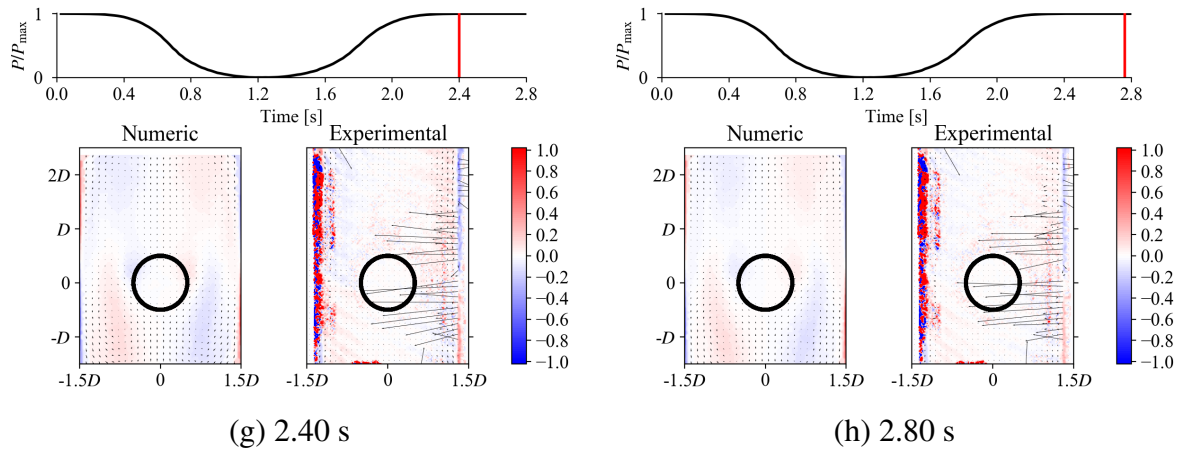 1
P/Pmax
0
0.0 0.4 0.8 1.2 1.6 2.0 2.4 2.8
Time [s]
Numeric Experimental
2D
D
0
-D
-1.5D 0 1.5D
-1.5D 0 1.5D
1.0
0.8
0.6
0.4
0.2
0.0
−0.2
−0.4
−0.6
−0.8
−1.0
(g) 2.40 s
1
P/Pmax
0
0.0 0.4 0.8 1.2 1.6 2.0 2.4 2.8
Time [s]
Numeric Experimental
2D
D
0
-D
-1.5D 0 1.5D
-1.5D 0 1.5D
1.0
0.8
0.6
0.4
0.2
0.0
−0.2
−0.4
−0.6
−0.8
−1.0
(h) 2.80 s